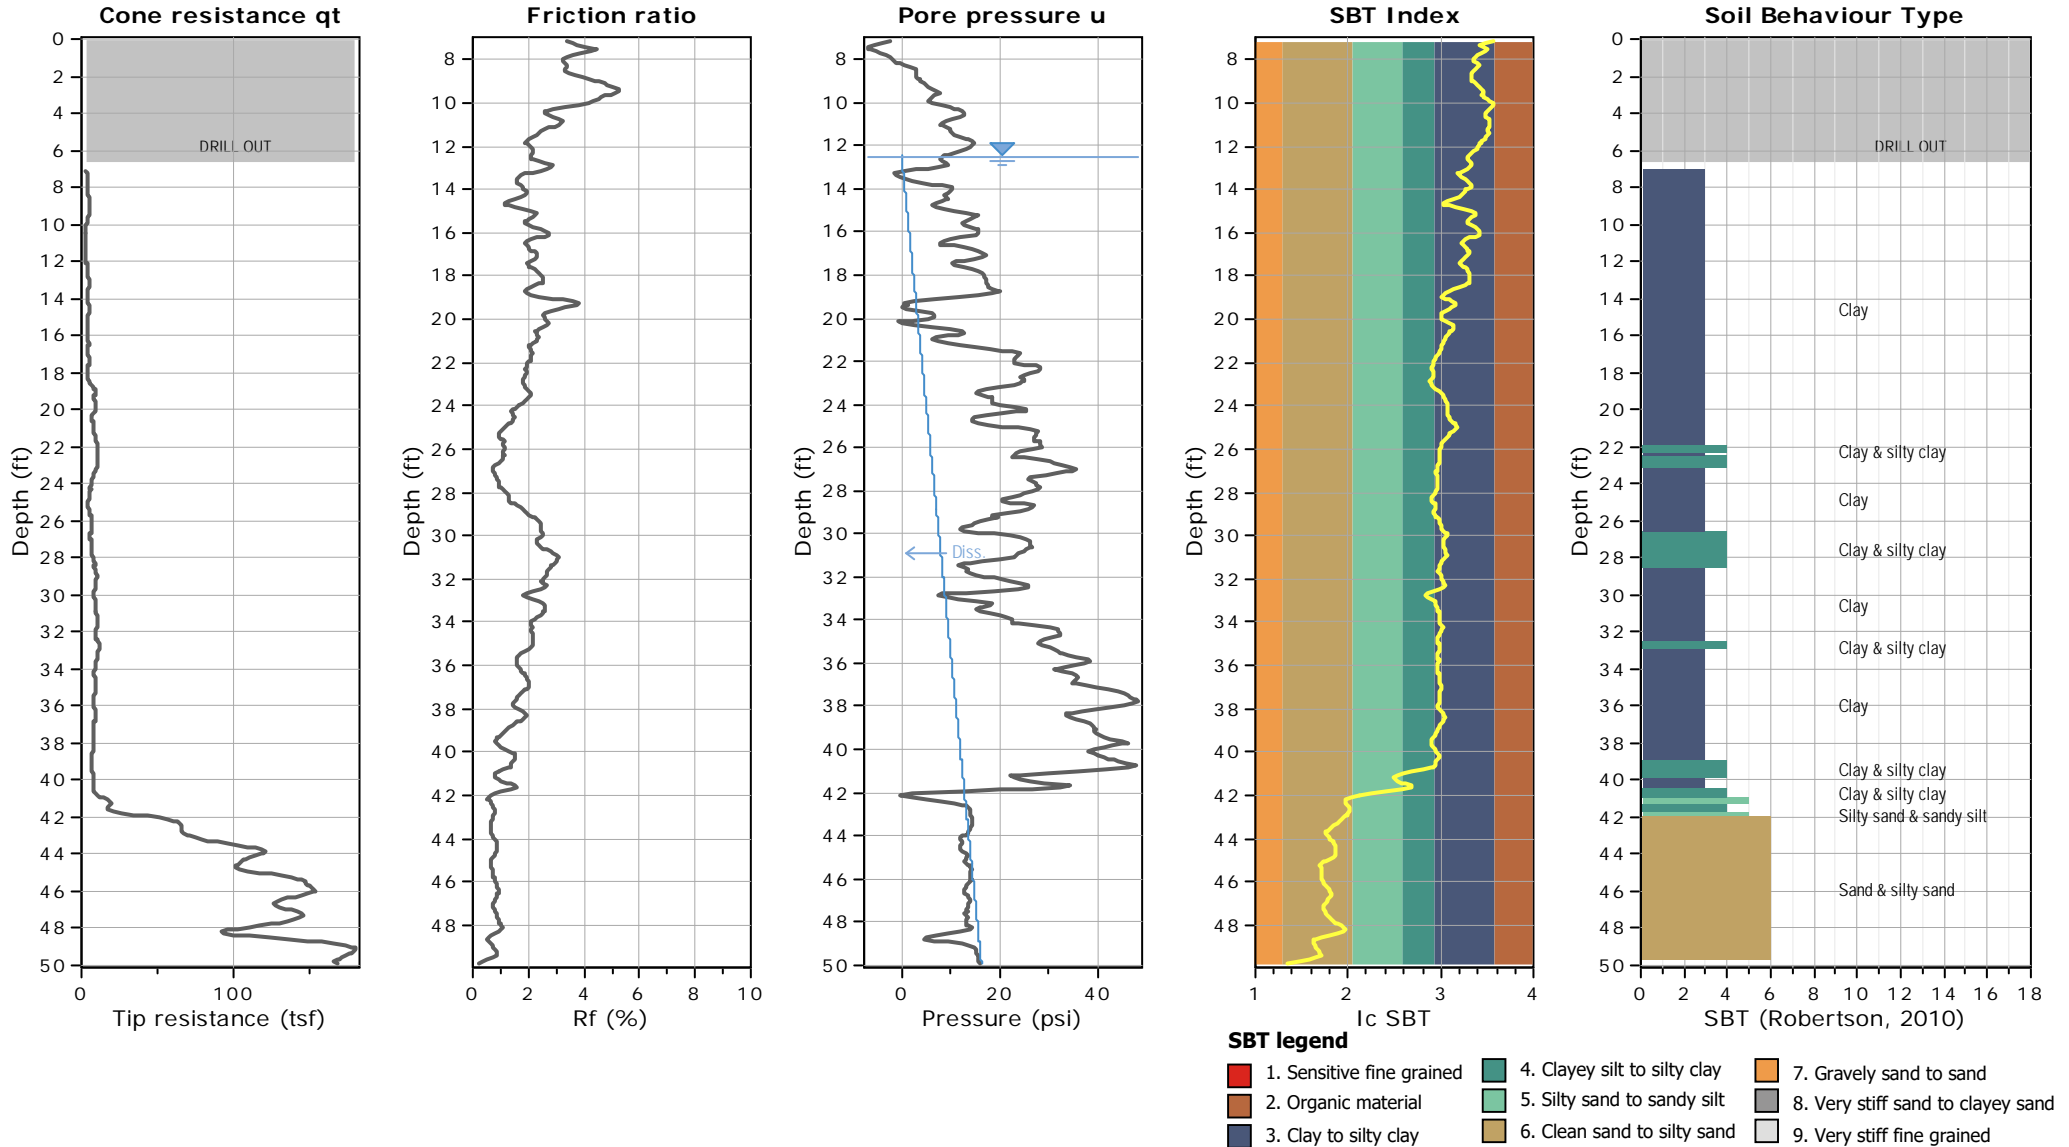 Cone resistance qt
0
2
4
6
8
10
12
14
16
18
20
22
24
26
28
30
32
34
36
38
40
42
44
46
48
50
Depth (ft)
DRILL OUT
0 100
Tip resistance (tsf)
Friction ratio
8
10
12
14
16
18
20
22
24
26
28
30
32
34
36
38
40
42
44
46
48
Depth (ft)
0 2 4 6 8 10
Rf (%)
Pore pressure u
8
10
12
14
16
18
20
22
24
26
28
30
32
34
36
38
40
42
44
46
48
Depth (ft)
Diss.
0 20 40
Pressure (psi)
SBT Index
8
10
12
14
16
18
20
22
24
26
28
30
32
34
36
38
40
42
44
46
48
Depth (ft)
1 2 3 4
Ic SBT
Soil Behaviour Type
0
2
4
6
8
10
12
14
16
18
20
22
24
26
28
30
32
34
36
38
40
42
44
46
48
50
Depth (ft)
DRILL OUT
Clay
Clay & silty clay
Clay
Clay & silty clay
Clay
Clay & silty clay
Clay
Clay & silty clay
Clay & silty clay
Silty sand & sandy silt
Sand & silty sand
0 2 4 6 8 10 12 14 16 18
SBT (Robertson, 2010)
SBT legend
1. Sensitive fine grained
2. Organic material
3. Clay to silty clay
4. Clayey silt to silty clay
5. Silty sand to sandy silt
6. Clean sand to silty sand
7. Gravely sand to sand
8. Very stiff sand to clayey sand
9. Very stiff fine grained